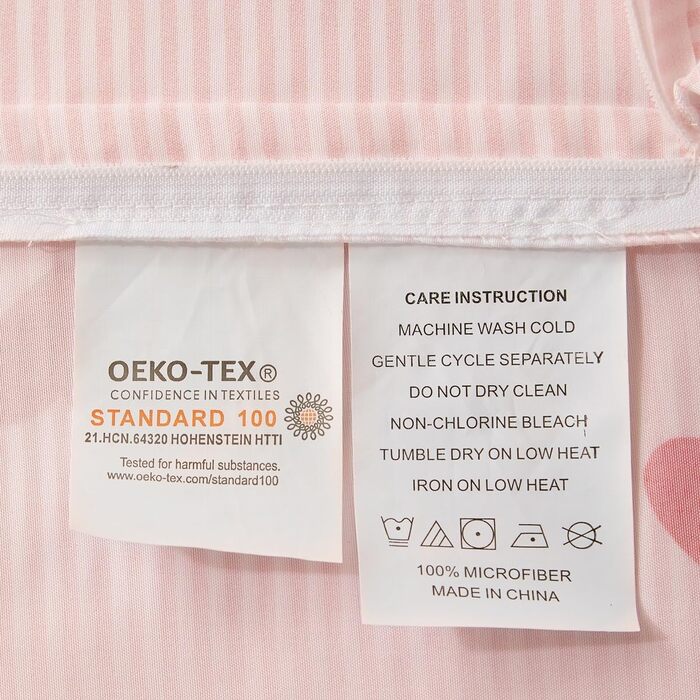 OEKO-TEX®
CONFIDENCE IN TEXTILES
STANDARD 100
21.HCN.64320 HOHENSTEIN HTTI
Tested for harmful substances.
www.oeko-tex.com/standard100
CARE INSTRUCTION
MACHINE WASH COLD
GENTLE CYCLE SEPARATELY
DO NOT DRY CLEAN
NON-CHLORINE BLEACH
TUMBLE DRY ON LOW HEAT
IRON ON LOW HEAT
100% MICROFIBER
MADE IN CHINA